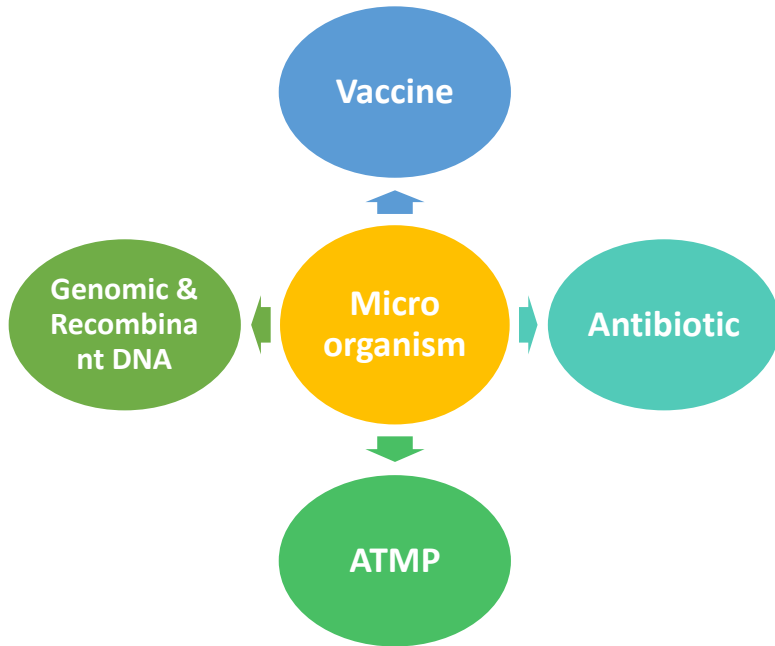 Vaccine
Genomic &
Recombina
nt DNA
Micro
organism
Antibiotic
ATMP